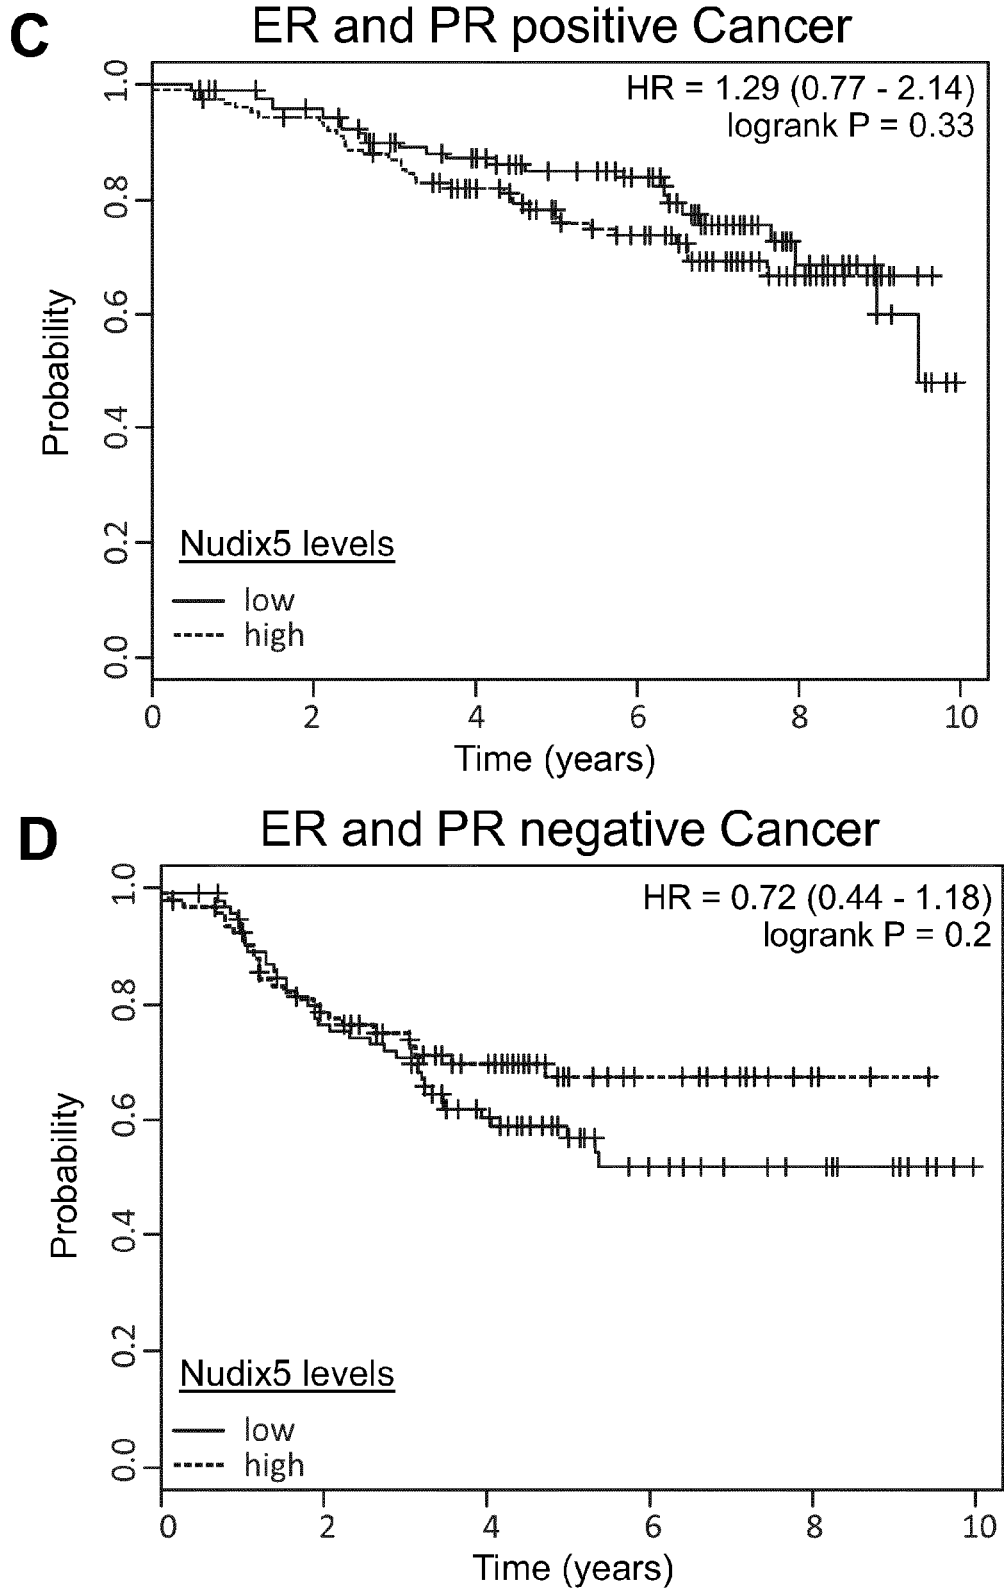 C
ER and PR positive Cancer
HR = 1.29 (0.77 - 2.14)
logrank P = 0.33
Probability
1.0
0.8
0.6
0.4
0.2
0.0
Nudix5 levels
low
high
0 2 4 6 8 10
Time (years)
D
ER and PR negative Cancer
HR = 0.72 (0.44 - 1.18)
logrank P = 0.2
Probability
1.0
0.8
0.6
0.4
0.2
0.0
Nudix5 levels
low
high
0 2 4 6 8 10
Time (years)